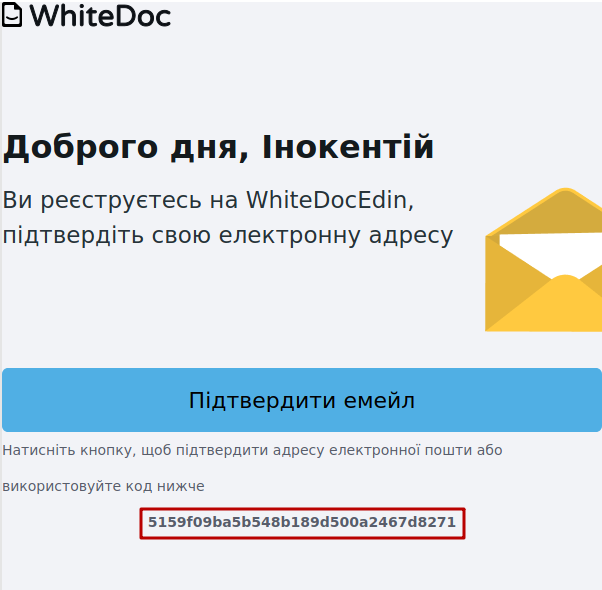 WhiteDoc
Доброго дня, Інокентій
Ви реєструєтесь на WhiteDocEdin,
підтвердіть свою електронну адресу
Підтвердити емейл
Натисніть кнопку, щоб підтвердити адресу електронної пошти або
використовуйте код нижче
5159f09ba5b548b189d500a2467d8271